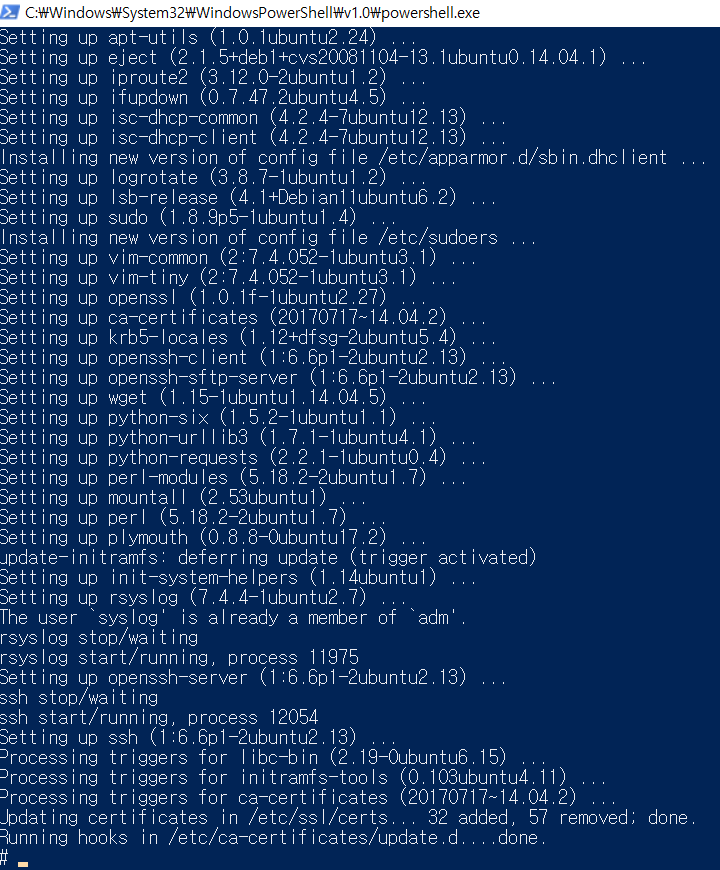 C:₩Windows₩System32₩WindowsPowerShell₩v1.0₩powershell.exe
Setting up apt-utils (1.0.1ubuntu2.24) ...
Setting up eject (2.1.5+deb1+cvs20081104-13.1ubuntu0.14.04.1) ...
Setting up iproute2 (3.12.0-2ubuntu1.2) ...
Setting up ifupdown (0.7.47.2ubuntu4.5) ...
Setting up isc-dhcp-common (4.2.4-7ubuntu12.13) ...
Setting up isc-dhcp-client (4.2.4-7ubuntu12.13) ...
Installing new version of config file /etc/apparmor.d/sbin.dhclient ...
Setting up logrotate (3.8.7-1ubuntu1.2) ...
Setting up lsb-release (4.1+Debian11ubuntu6.2) ...
Setting up sudo (1.8.9p5-1ubuntu1.4) ...
Installing new version of config file /etc/sudoers ...
Setting up vim-common (2:7.4.052-1ubuntu3.1) ...
Setting up vim-tiny (2:7.4.052-1ubuntu3.1) ...
Setting up openssl (1.0.1f-1ubuntu2.27) ...
Setting up ca-certificates (20170717~14.04.2) ...
Setting up krb5-locales (1.12+dfsg-2ubuntu5.4) ...
Setting up openssh-client (1:6.6p1-2ubuntu2.13) ...
Setting up openssh-sftp-server (1:6.6p1-2ubuntu2.13) ...
Setting up wget (1.15-1ubuntu1.14.04.5) ...
Setting up python-six (1.5.2-1ubuntu1.1) ...
Setting up python-urllib3 (1.7.1-1ubuntu4.1) ...
Setting up python-requests (2.2.1-1ubuntu0.4) ...
Setting up perl-modules (5.18.2-2ubuntu1.7) ...
Setting up mountall (2.53ubuntu1) ...
Setting up perl (5.18.2-2ubuntu1.7) ...
Setting up plymouth (0.8.8-0ubuntu17.2) ...
update-initramfs: deferring update (trigger activated)
Setting up init-system-helpers (1.14ubuntu1) ...
Setting up rsyslog (7.4.4-1ubuntu2.7) ...
The user `syslog' is already a member of `adm'.
rsyslog stop/waiting
rsyslog start/running, process 11975
Setting up openssh-server (1:6.6p1-2ubuntu2.13) ...
ssh stop/waiting
ssh start/running, process 12054
Setting up ssh (1:6.6p1-2ubuntu2.13) ...
Processing triggers for libc-bin (2.19-0ubuntu6.15) ...
Processing triggers for initramfs-tools (0.103ubuntu4.11) ...
Processing triggers for ca-certificates (20170717~14.04.2) ...
Updating certificates in /etc/ssl/certs... 32 added, 57 removed; done.
Running hooks in /etc/ca-certificates/update.d....done.
#